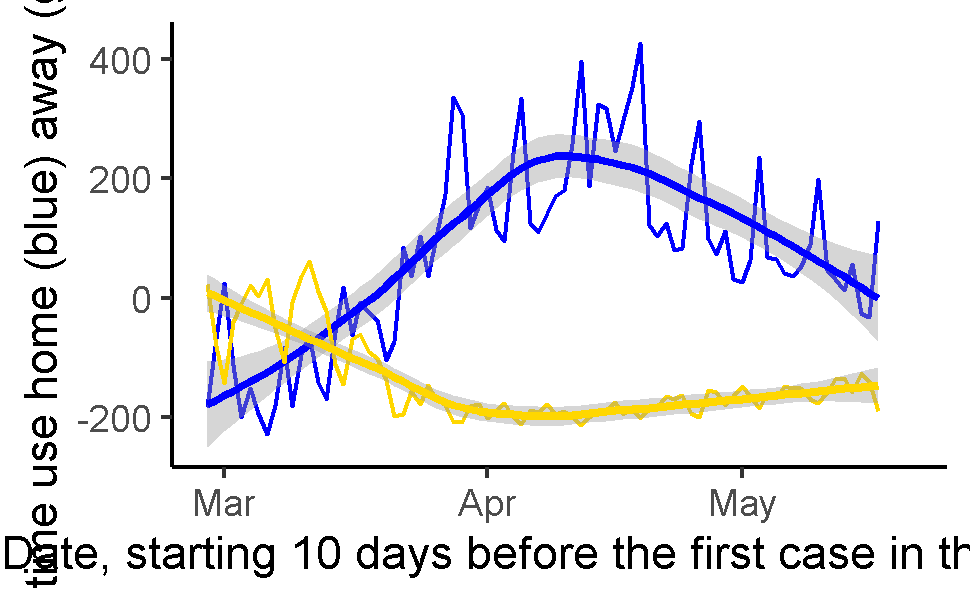 time use home (blue) away (
400
200
0
-200
Mar Apr May
Date, starting 10 days before the first case in th